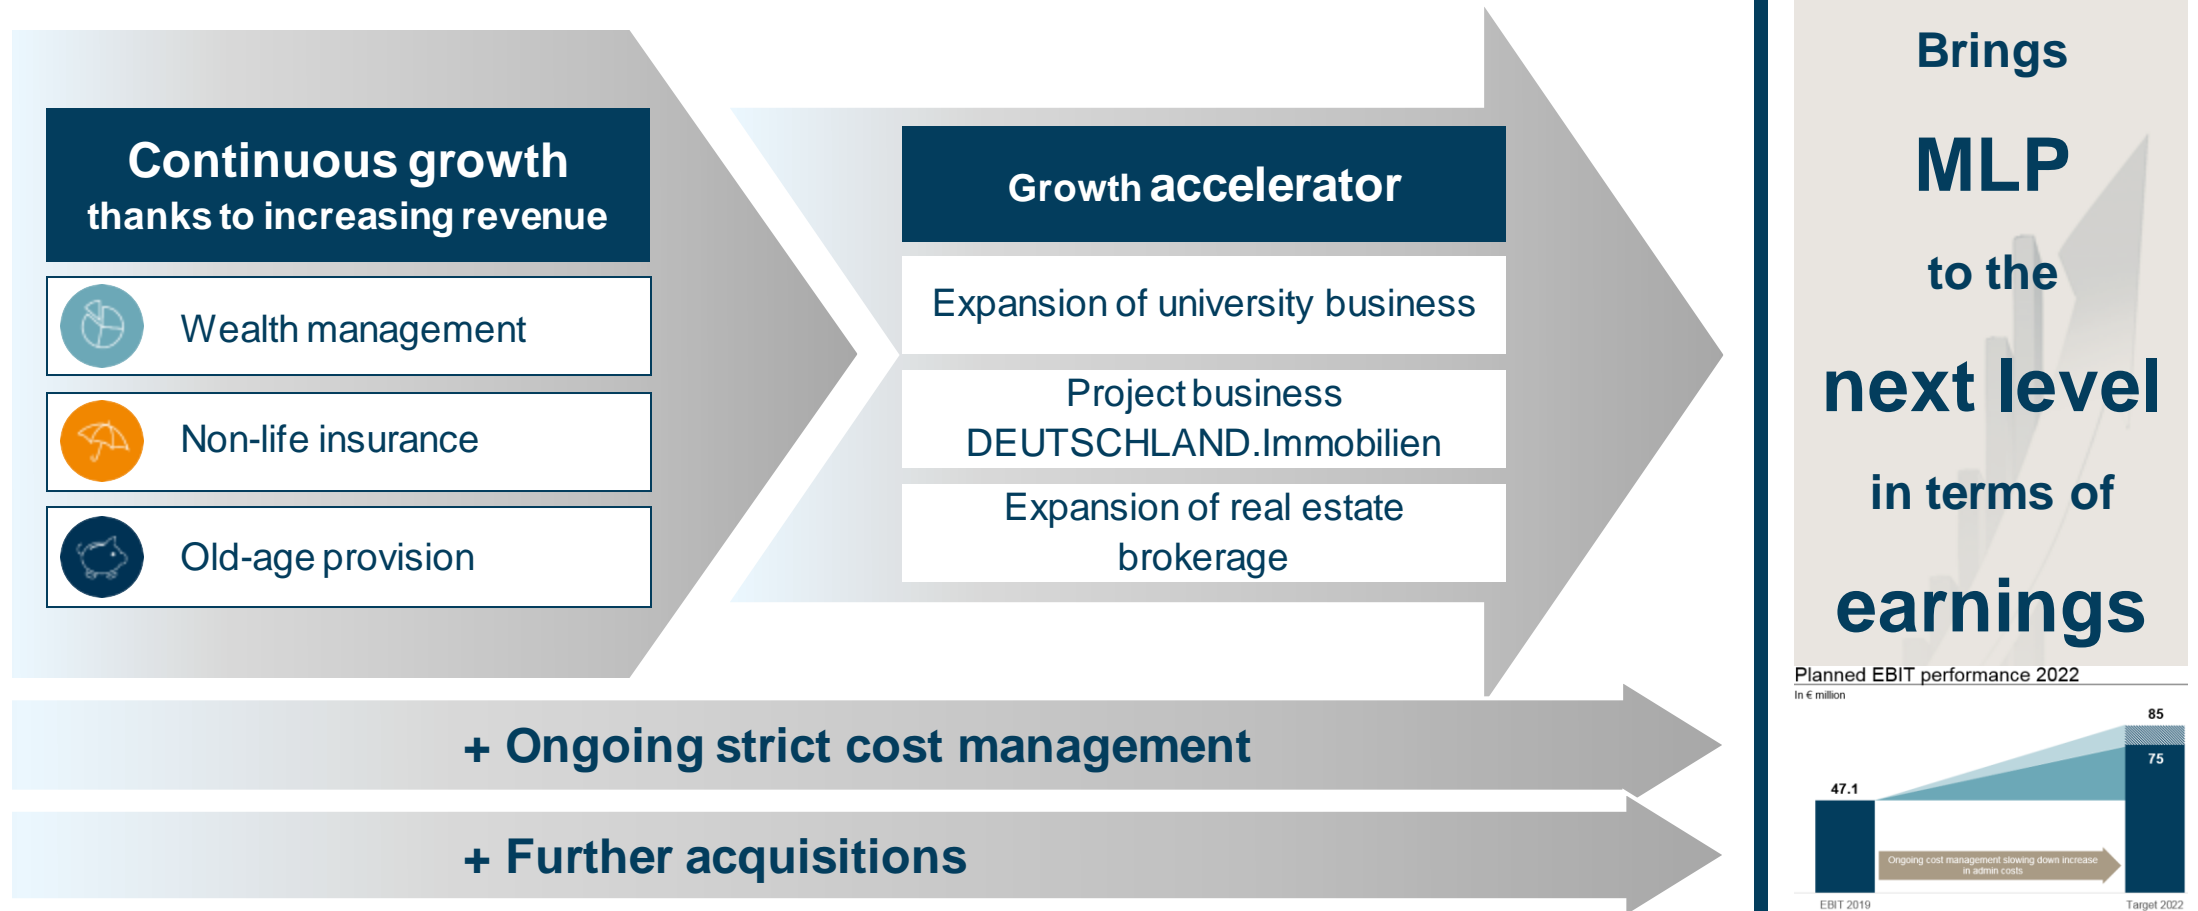 Continuous growth
thanks to increasing revenue
Wealth management
Non-life insurance
Old-age provision
Growth accelerator
Expansion of university business
Project business
DEUTSCHLAND.Immobilien
Expansion of real estate
brokerage
+ Ongoing strict cost management
+ Further acquisitions
Brings
MLP
to the
next level
in terms of
earnings
Planned EBIT performance 2022
In € million
85
75
47.1
Ongoing cost management slowing down increase
in admin costs
EBIT 2019
Target 2022